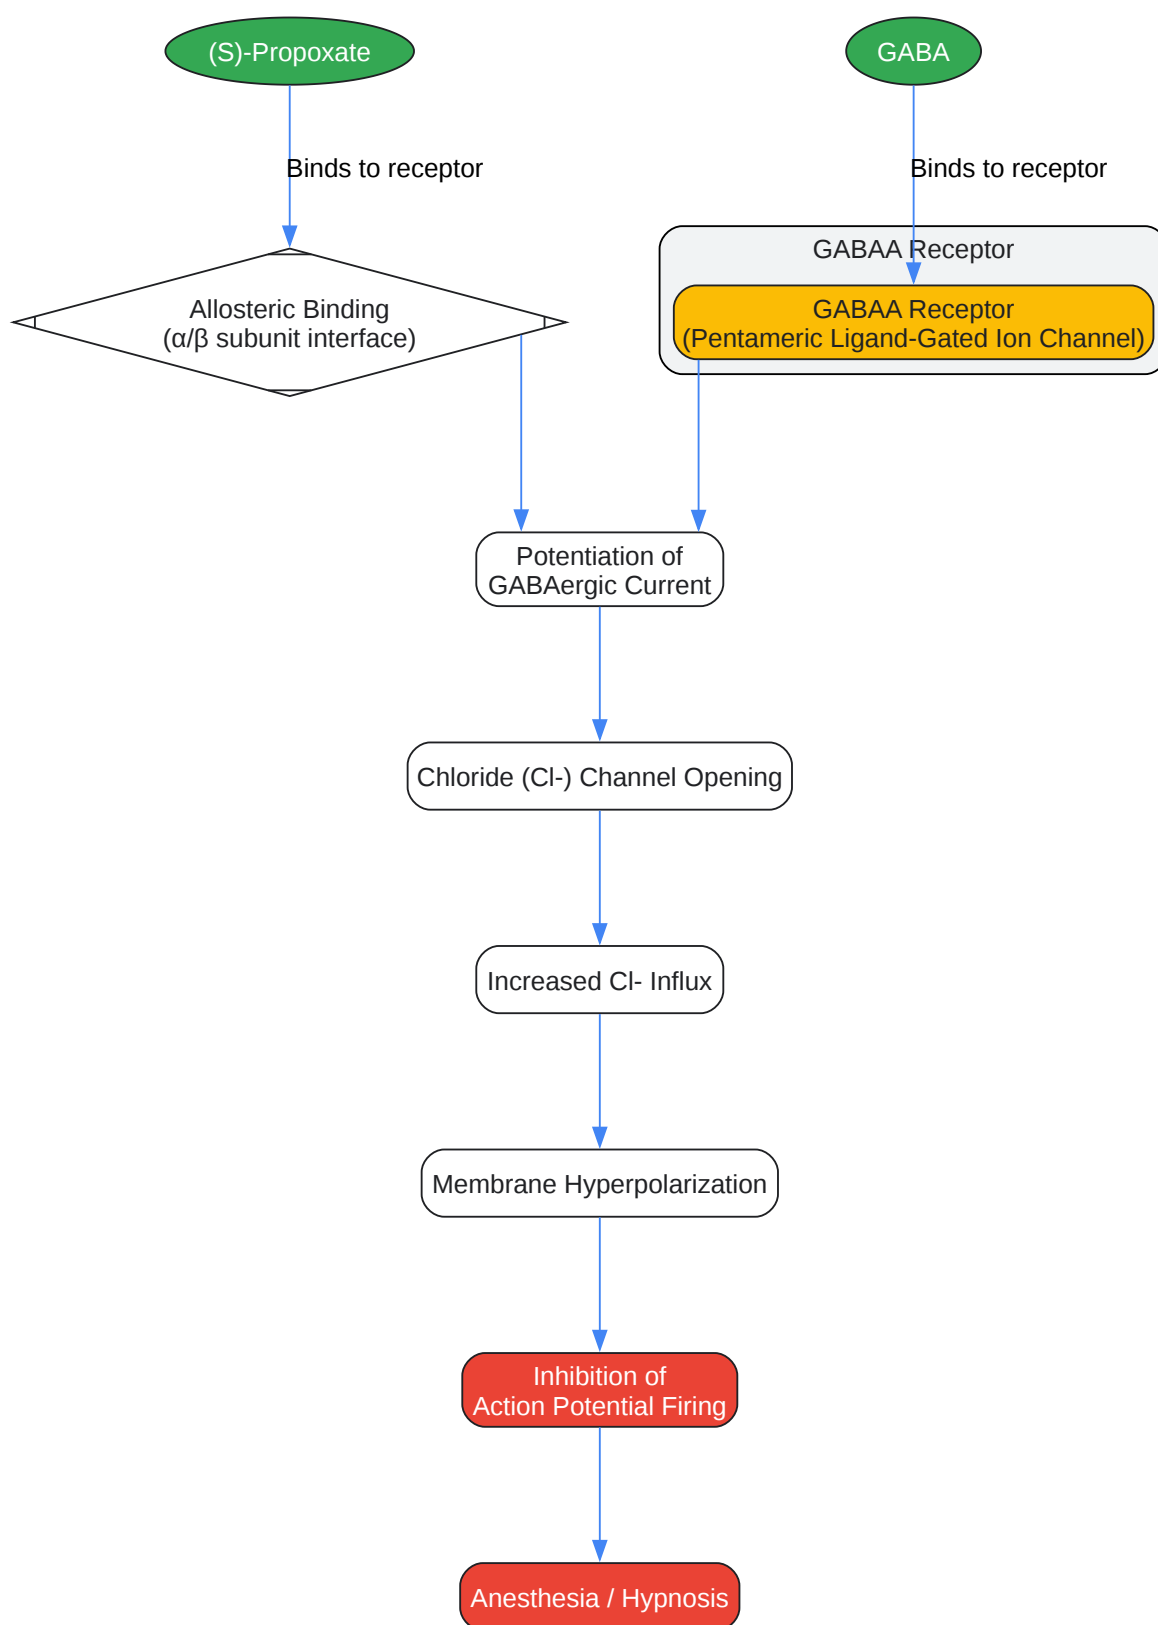 (S)-Propoxate
GABA
Binds to receptor
Binds to receptor
GABAA Receptor
Allosteric Binding
(α/β subunit interface)
GABAA Receptor
(Pentameric Ligand-Gated Ion Channel)
Potentiation of
GABAergic Current
Chloride (Cl-) Channel Opening
Increased Cl- Influx
Membrane Hyperpolarization
Inhibition of
Action Potential Firing
Anesthesia / Hypnosis